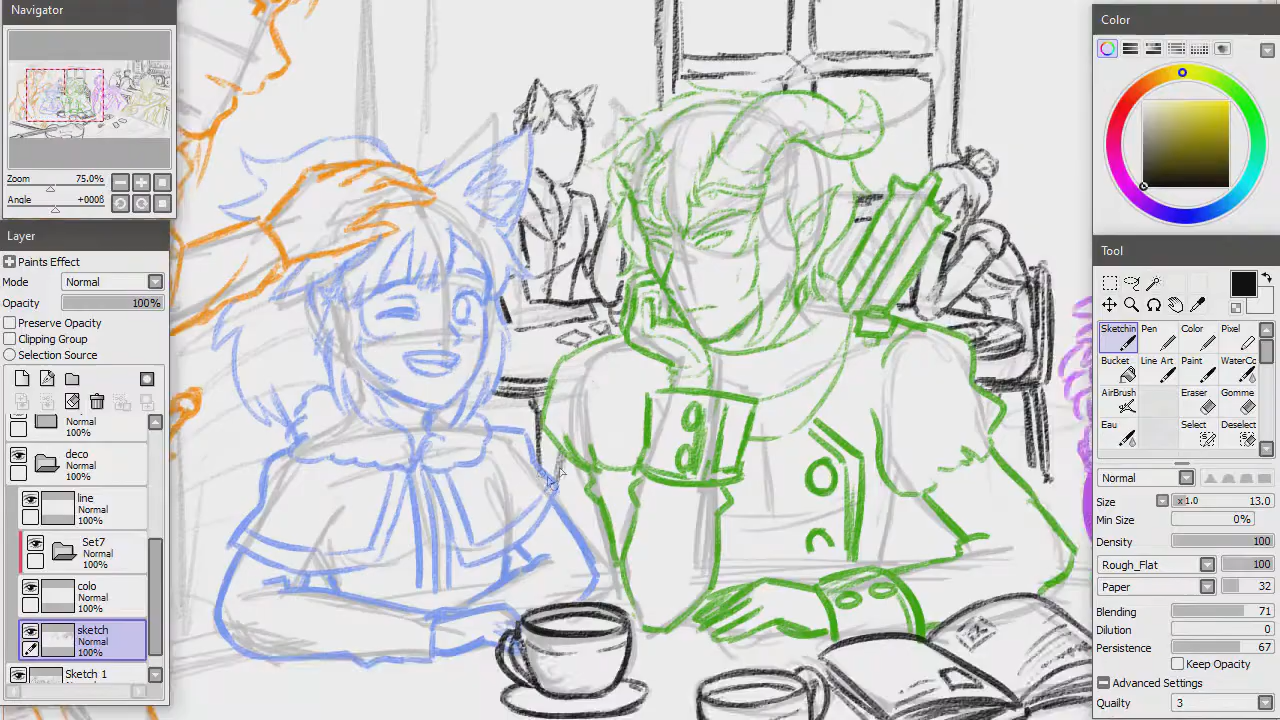 Navigator
Zoom 75.0%
Angle +000ß
Layer
Paints Effect
Mode Normal
Opacity 100%
Preserve Opacity
Clipping Group
Selection Source
100%
deco
Normal
100%
line
Normal
100%
Set7
Normal
100%
colo
Normal
100%
sketch
Normal
100%
Sketch 1
Color
Tool
Sketchin Pen Color Pixel
Bucket Line Art Paint WaterCo
AirBrush Eraser Gomme
Eau Select Deselect
Normal
Size x1.0 13.0
Min Size 0%
Density 100
Rough_Flat 100
Paper 32
Blending 71
Dilution 0
Persistence 67
Keep Opacity
Advanced Settings
Quailty 3